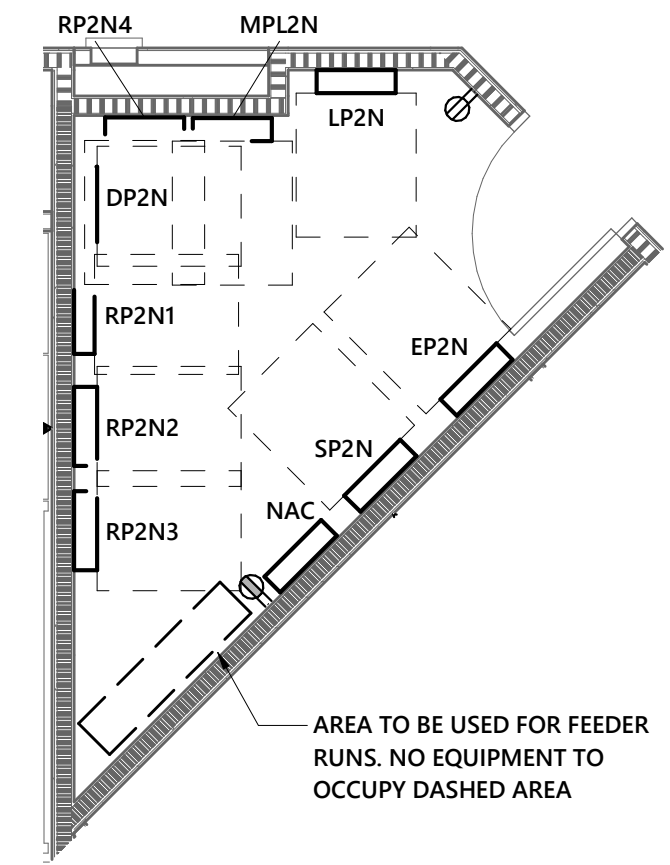 RP2N4
MPL2N
LP2N
DP2N
RP2N1
EP2N
RP2N2
SP2N
NAC
RP2N3
AREA TO BE USED FOR FEEDER
RUNS. NO EQUIPMENT TO
OCCUPY DASHED AREA